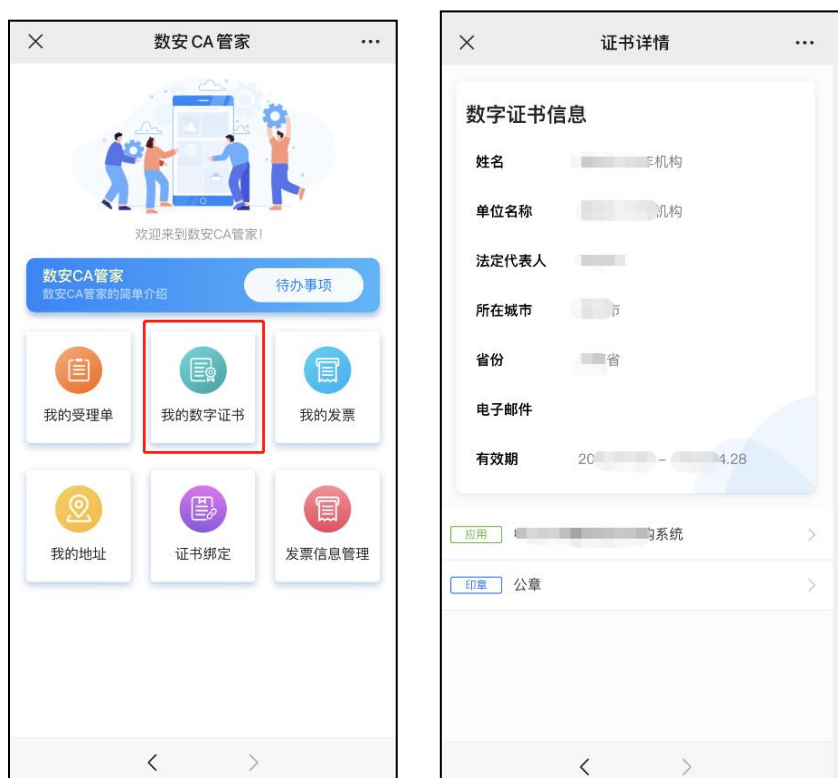 数安CA管家
欢迎来到数安CA管家!
数安CA管家
数安CA管家的简单介绍
待办事项
我的受理单
我的数字证书
我的发票
我的地址
证书绑定
发票信息管理
证书详情
数字证书信息
姓名 机构
单位名称 机构
法定代表人
所在城市 市
省份 省
电子邮件
有效期 20 – 4.28
应用 系统
印章 公章